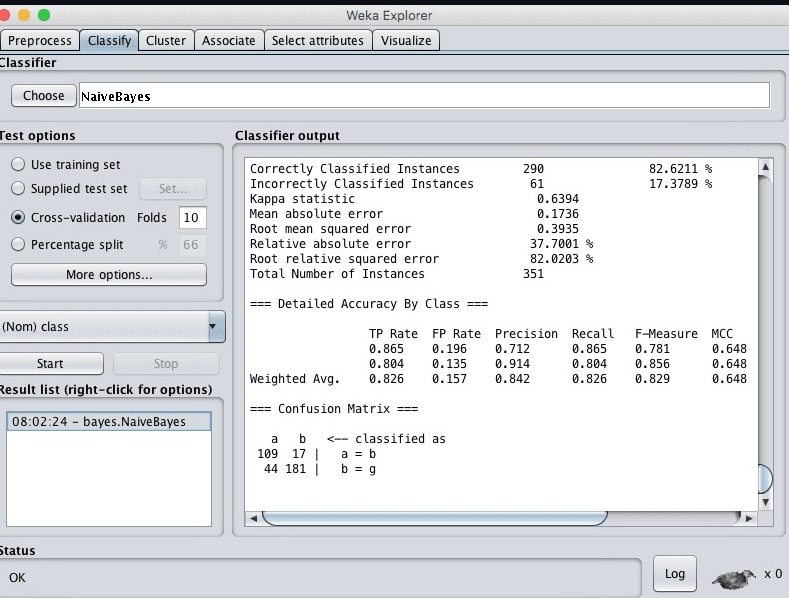 Weka Explorer
Preprocess Classify Cluster Associate Select attributes Visualize
Classifier
Choose NaiveBayes
Test options
Use training set
Supplied test set Set...
Cross-validation Folds 10
Percentage split % 66
More options...
(Nom) class
Start Stop
Result list (right-click for options)
08:02:24 - bayes.NaiveBayes
Classifier output
Correctly Classified Instances 290 82.6211 %
Incorrectly Classified Instances 61 17.3789 %
Kappa statistic 0.6394
Mean absolute error 0.1736
Root mean squared error 0.3935
Relative absolute error 37.7001 %
Root relative squared error 82.0203 %
Total Number of Instances 351
=== Detailed Accuracy By Class ===
TP Rate FP Rate Precision Recall F-Measure MCC
0.865 0.196 0.712 0.865 0.781 0.648
0.804 0.135 0.914 0.804 0.856 0.648
Weighted Avg. 0.826 0.157 0.842 0.826 0.829 0.648
=== Confusion Matrix ===
a b <-- classified as
109 17 | a = b
44 181 | b = g
Status
OK
Log x 0